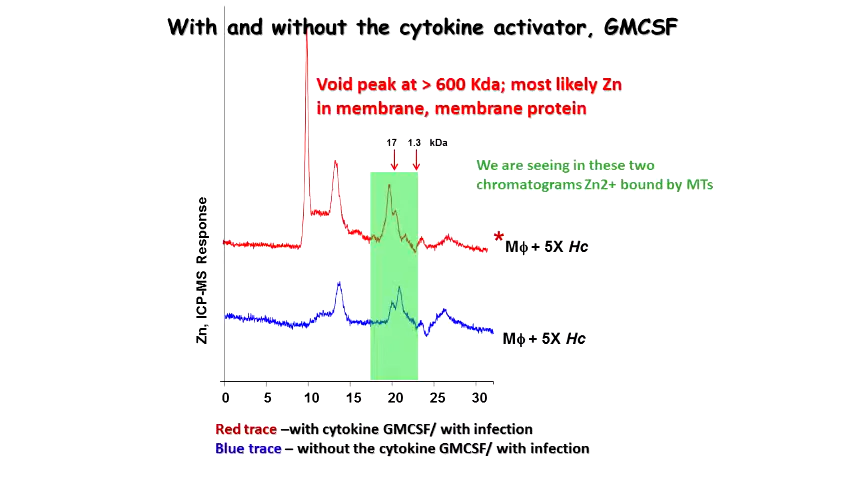 With and without the cytokine activator, GMCSF
Void peak at > 600 Kda; most likely Zn
in membrane, membrane protein
17 1.3 kDa
We are seeing in these two
chromatograms Zn2+ bound by MTs
Zn, ICP-MS Response
* Mϕ + 5X Hc
Mϕ + 5X Hc
0 5 10 15 20 25 30
Red trace –with cytokine GMCSF/ with infection
Blue trace – without the cytokine GMCSF/ with infection